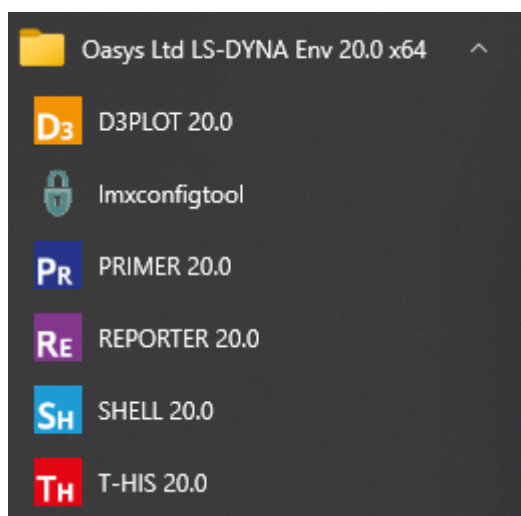 Oasys Ltd LS-DYNA Env 20.0 x64
D3 D3PLOT 20.0
lmxconfigtool
PR PRIMER 20.0
RE REPORTER 20.0
SH SHELL 20.0
TH T-HIS 20.0